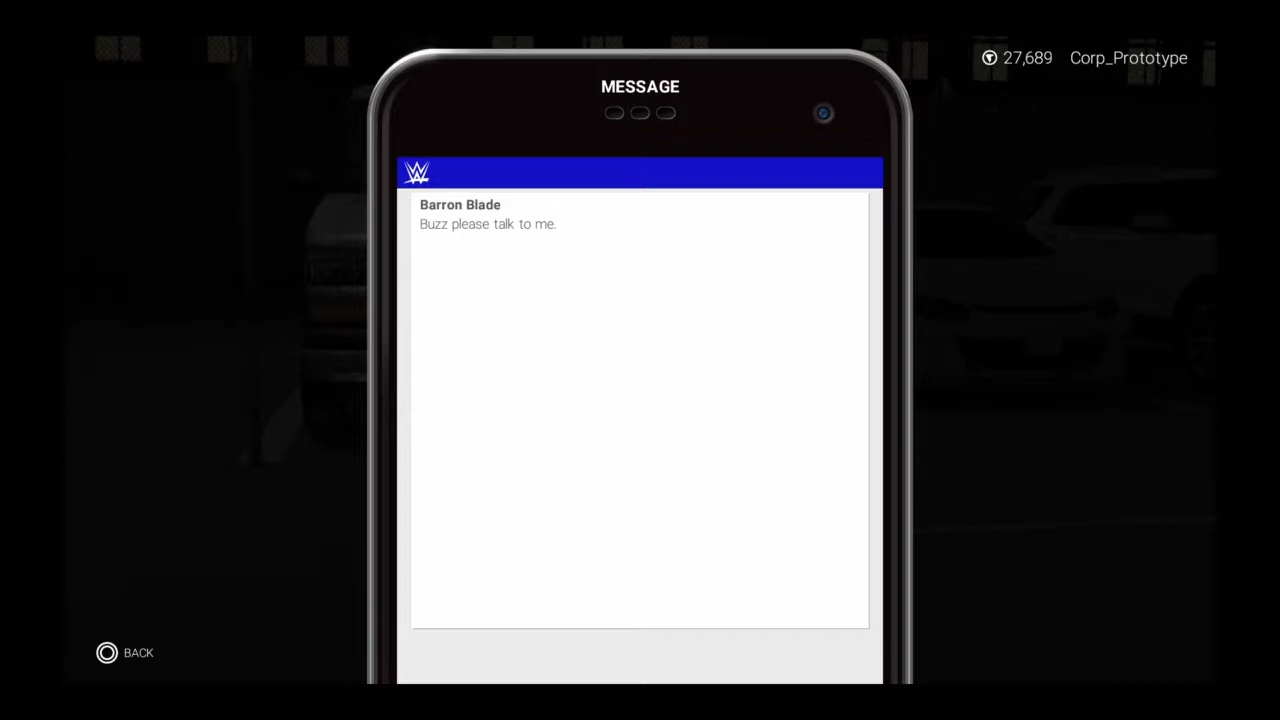 27,689 Corp_Prototype
MESSAGE
W
Barron Blade
Buzz please talk to me.
BACK